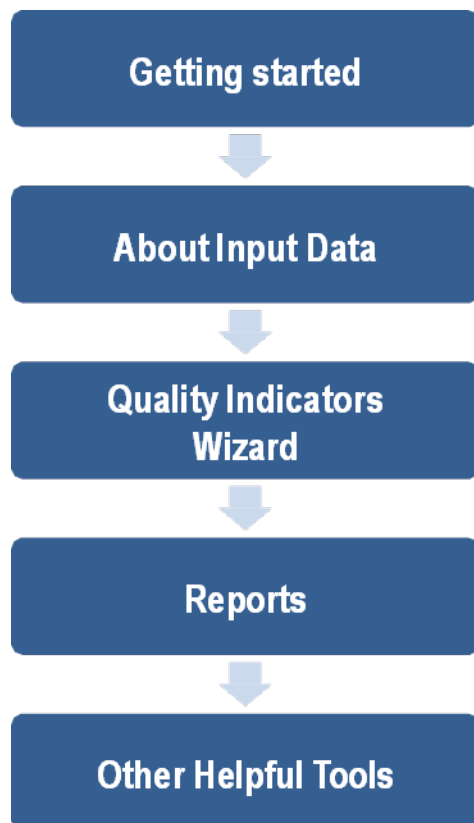 Getting started
About Input Data
Quality Indicators
Wizard
Reports
Other Helpful Tools